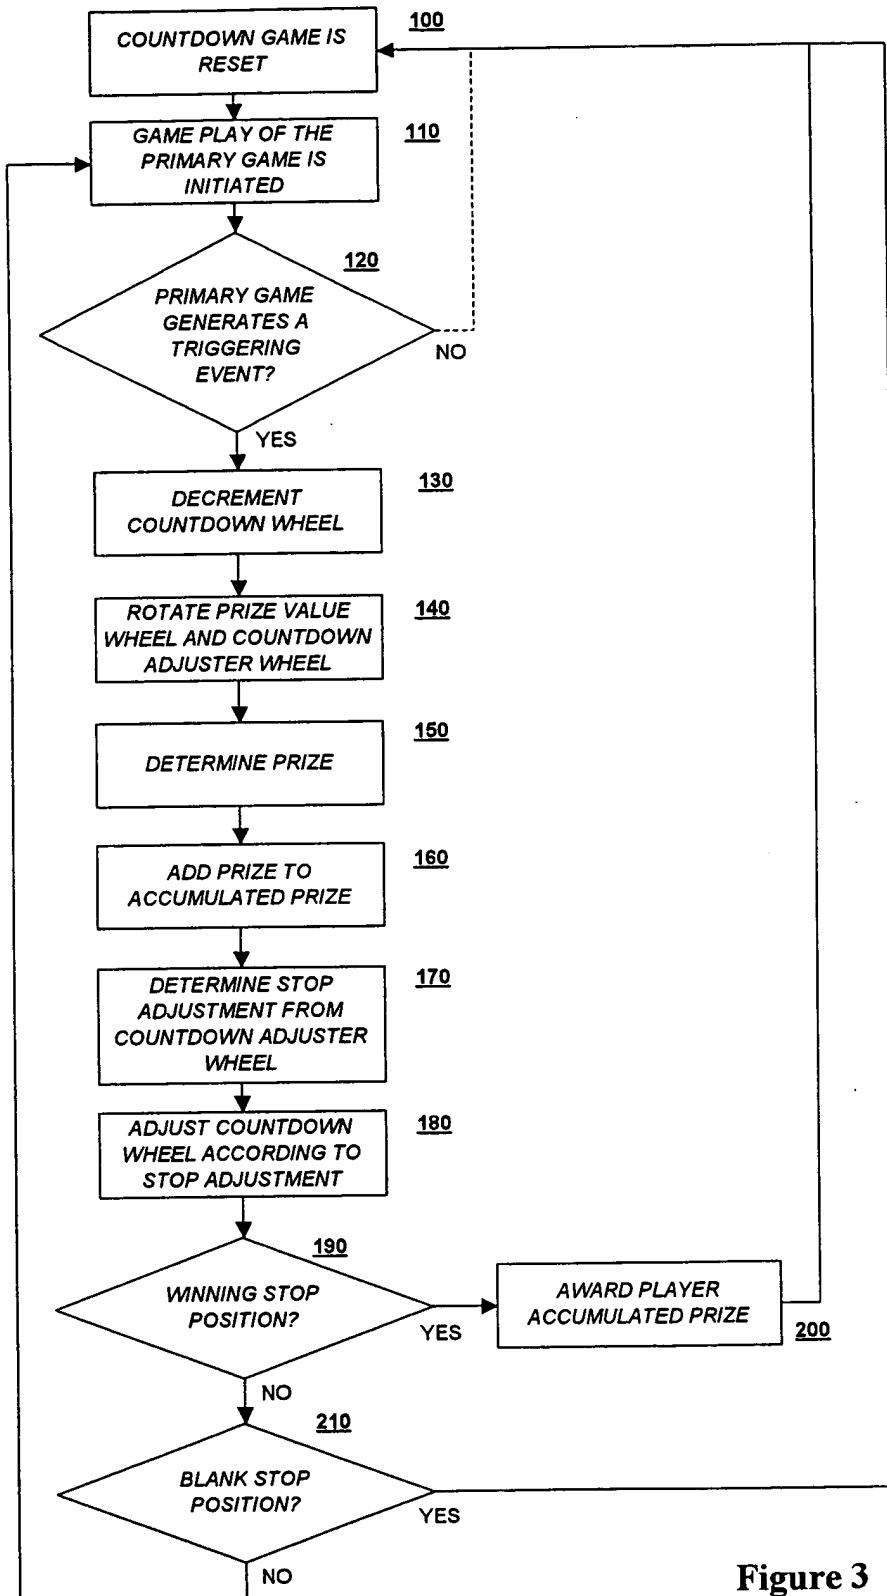 100
COUNTDOWN GAME IS
RESET
110
GAME PLAY OF THE
PRIMARY GAME IS
INITIATED
120
PRIMARY GAME
GENERATES A
TRIGGERING
EVENT?
NO
YES
130
DECREMENT
COUNTDOWN WHEEL
140
ROTATE PRIZE VALUE
WHEEL AND COUNTDOWN
ADJUSTER WHEEL
150
DETERMINE PRIZE
160
ADD PRIZE TO
ACCUMULATED PRIZE
170
DETERMINE STOP
ADJUSTMENT FROM
COUNTDOWN ADJUSTER
WHEEL
180
ADJUST COUNTDOWN
WHEEL ACCORDING TO
STOP ADJUSTMENT
190
WINNING STOP
POSITION?
YES
AWARD PLAYER
ACCUMULATED PRIZE
200
NO
210
BLANK STOP
POSITION?
YES
NO
Figure 3